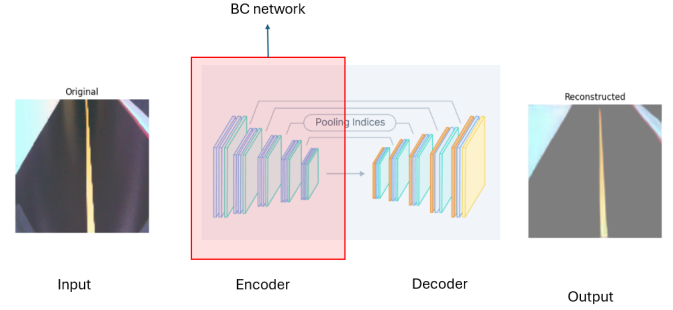 BC network
Original
Reconstructed
Pooling Indices
Input
Encoder
Decoder
Output